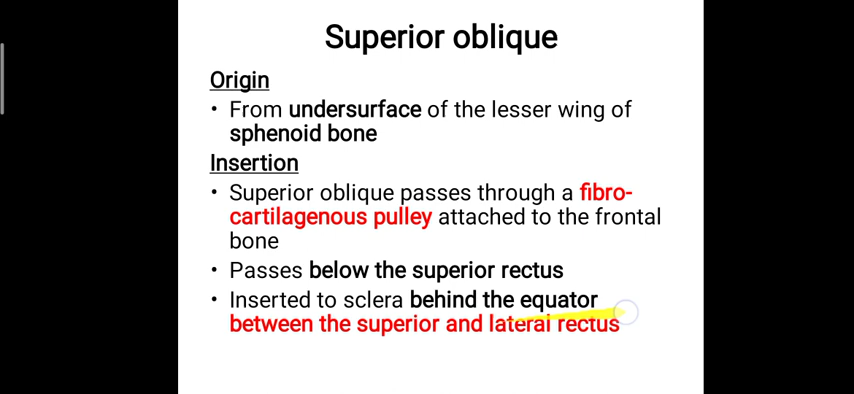 Superior oblique
Origin
• From undersurface of the lesser wing of
sphenoid bone
Insertion
• Superior oblique passes through a fibro-
cartilagenous pulley attached to the frontal
bone
• Passes below the superior rectus
• Inserted to sclera behind the equator
between the superior and lateral rectus